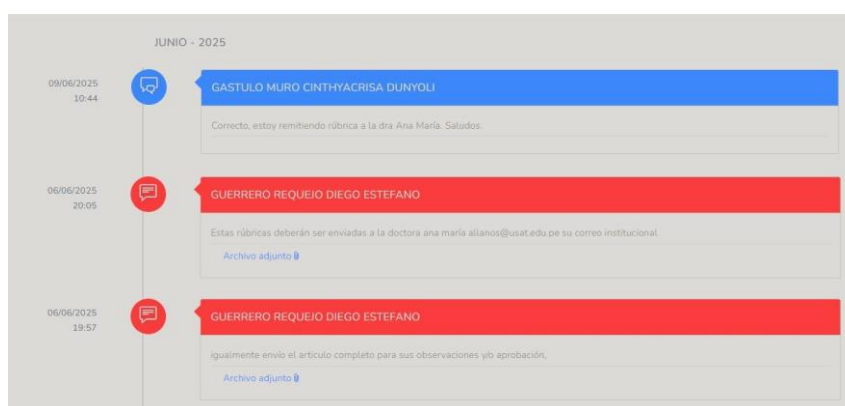 JUNIO - 2025
09/06/2025
10:44
GASTULO MURO CINTHYACRISA DUNYOLI
Correcto, estoy remitiendo rúbrica a la dra Ana María. Saludos.
06/06/2025
20:05
GUERRERO REQUEJO DIEGO ESTEFANO
Estas rúbricas deberán ser enviadas a la doctora ana maría allanos@usat.edu.pe su correo institucional
Archivo adjunto
06/06/2025
19:57
GUERRERO REQUEJO DIEGO ESTEFANO
igualmente envío el artículo completo para sus observaciones y/o aprobación,
Archivo adjunto